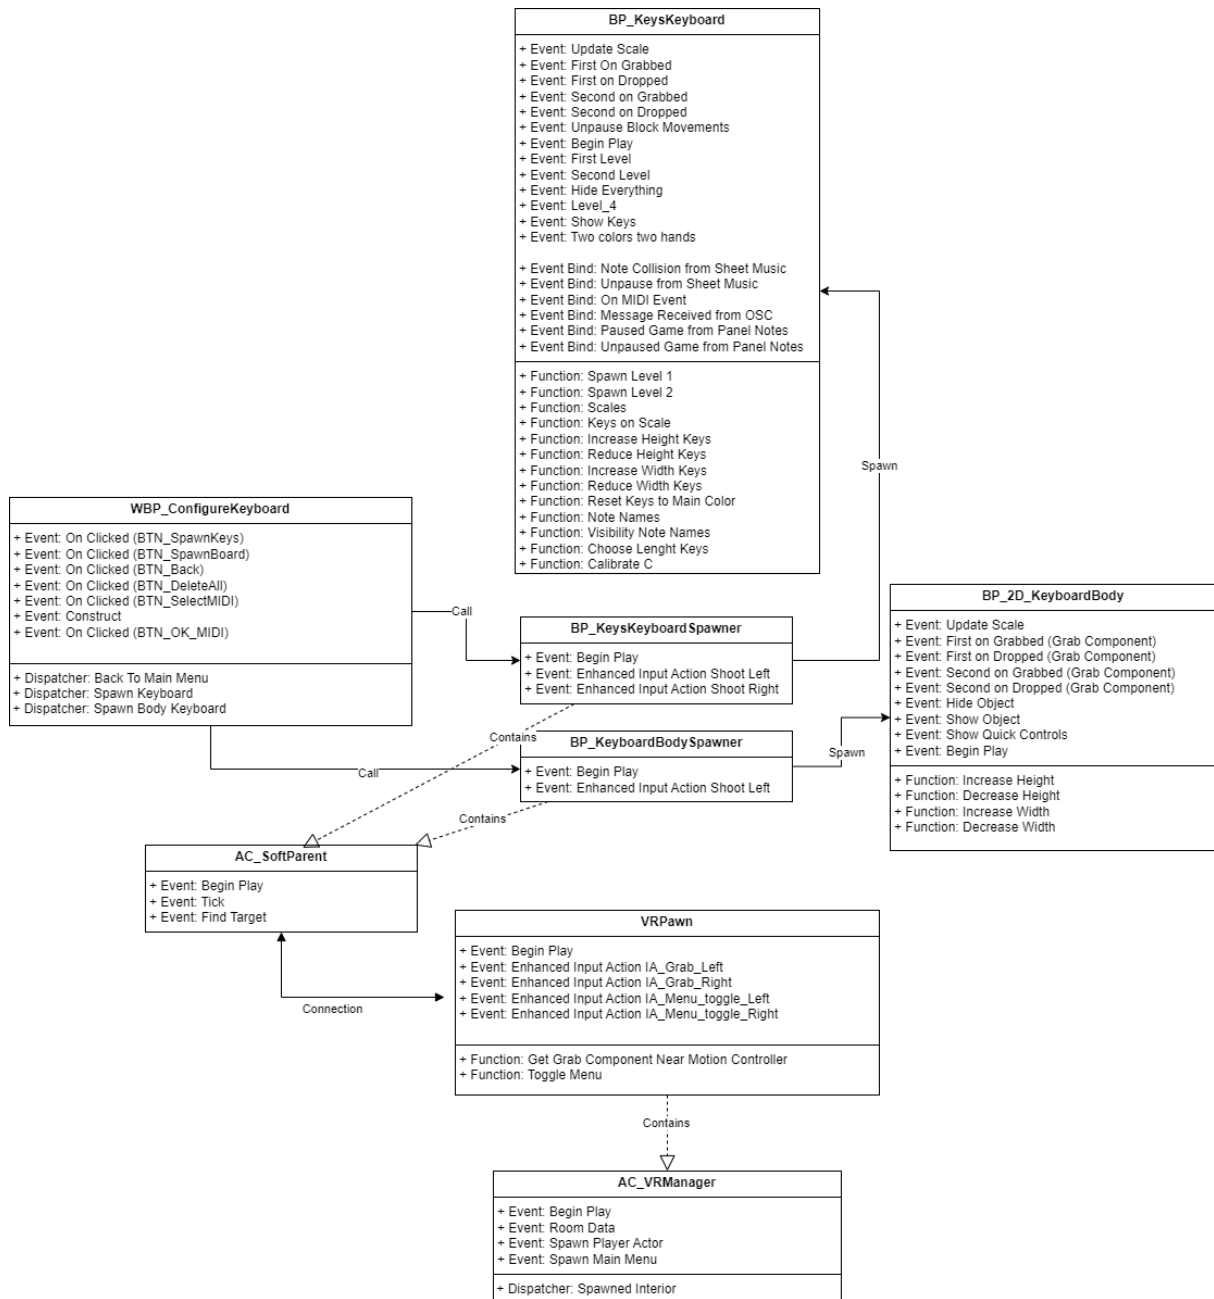 BP_KeysKeyboard
+ Event: Update Scale
+ Event: First On Grabbed
+ Event: First on Dropped
+ Event: Second on Grabbed
+ Event: Second on Dropped
+ Event: Unpause Block Movements
+ Event: Begin Play
+ Event: First Level
+ Event: Second Level
+ Event: Hide Everything
+ Event: Level_4
+ Event: Show Keys
+ Event: Two colors two hands
+ Event Bind: Note Collision from Sheet Music
+ Event Bind: Unpause from Sheet Music
+ Event Bind: On MIDI Event
+ Event Bind: Message Received from OSC
+ Event Bind: Paused Game from Panel Notes
+ Event Bind: Unpaused Game from Panel Notes
+ Function: Spawn Level 1
+ Function: Spawn Level 2
+ Function: Scales
+ Function: Keys on Scale
+ Function: Increase Height Keys
+ Function: Reduce Height Keys
+ Function: Increase Width Keys
+ Function: Reduce Width Keys
+ Function: Reset Keys to Main Color
+ Function: Note Names
+ Function: Visibility Note Names
+ Function: Choose Lenght Keys
+ Function: Calibrate C
Spawn
WBP_ConfigureKeyboard
+ Event: On Clicked (BTN_SpawnKeys)
+ Event: On Clicked (BTN_SpawnBoard)
+ Event: On Clicked (BTN_Back)
+ Event: On Clicked (BTN_DeleteAll)
+ Event: On Clicked (BTN_SelectMIDI)
+ Event: Construct
+ Event: On Clicked (BTN_OK_MIDI)
+ Dispatcher: Back To Main Menu
+ Dispatcher: Spawn Keyboard
+ Dispatcher: Spawn Body Keyboard
Call
BP_KeysKeyboardSpawner
+ Event: Begin Play
+ Event: Enhanced Input Action Shoot Left
+ Event: Enhanced Input Action Shoot Right
BP_2D_KeyboardBody
+ Event: Update Scale
+ Event: First on Grabbed (Grab Component)
+ Event: First on Dropped (Grab Component)
+ Event: Second on Grabbed (Grab Component)
+ Event: Second on Dropped (Grab Component)
+ Event: Hide Object
+ Event: Show Object
+ Event: Show Quick Controls
+ Event: Begin Play
+ Function: Increase Height
+ Function: Decrease Height
+ Function: Increase Width
+ Function: Decrease Width
Contains
BP_KeyboardBodySpawner
+ Event: Begin Play
+ Event: Enhanced Input Action Shoot Left
Spawn
Call
Contains
AC_SoftParent
+ Event: Begin Play
+ Event: Tick
+ Event: Find Target
Connection
VRPawn
+ Event: Begin Play
+ Event: Enhanced Input Action IA_Grab_Left
+ Event: Enhanced Input Action IA_Grab_Right
+ Event: Enhanced Input Action IA_Menu_toggle_Left
+ Event: Enhanced Input Action IA_Menu_toggle_Right
+ Function: Get Grab Component Near Motion Controller
+ Function: Toggle Menu
Contains
AC_VRManager
+ Event: Begin Play
+ Event: Room Data
+ Event: Spawn Player Actor
+ Event: Spawn Main Menu
+ Dispatcher: Spawned Interior